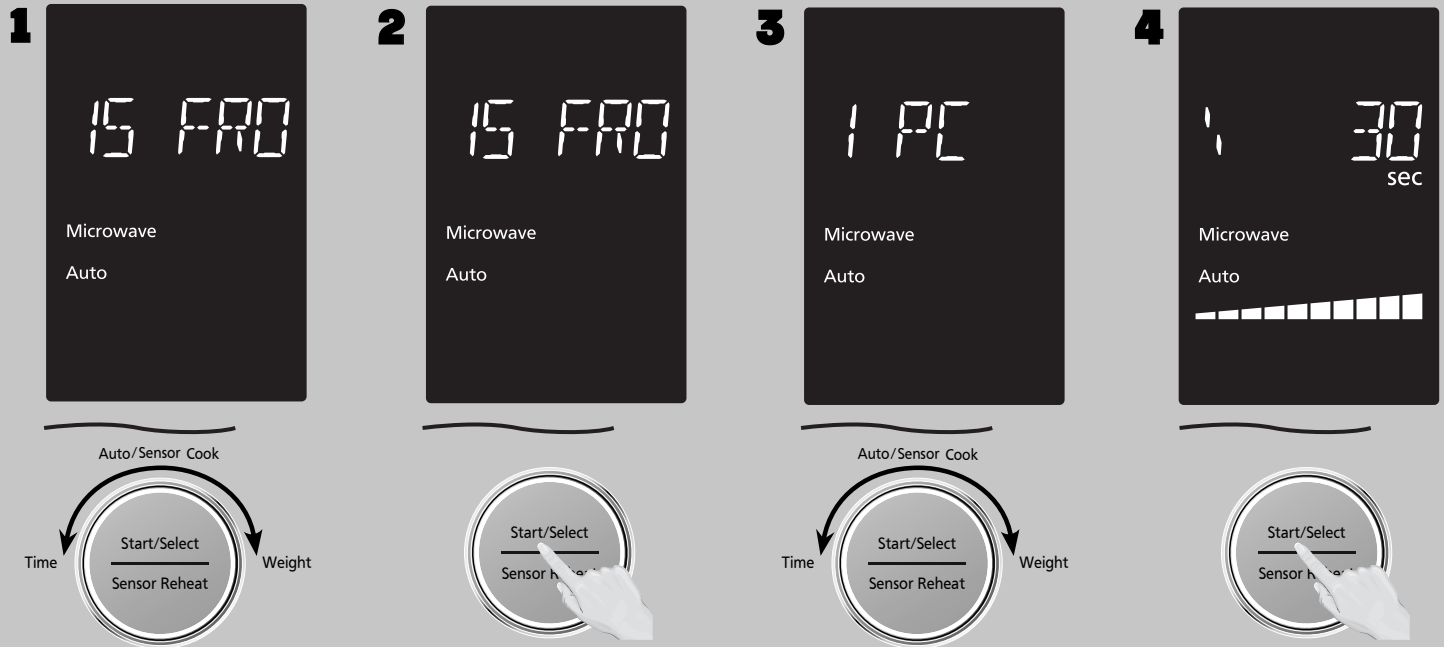 1
15 FRO
Microwave
Auto
Auto/Sensor Cook
Time
Start/Select
Sensor Reheat
Weight
2
15 FRO
Microwave
Auto
Start/Select
Sensor
3
1 PC
Microwave
Auto
Auto/Sensor Cook
Time
Start/Select
Sensor Reheat
Weight
4
30
sec
Microwave
Auto
Start/Select
Sensor